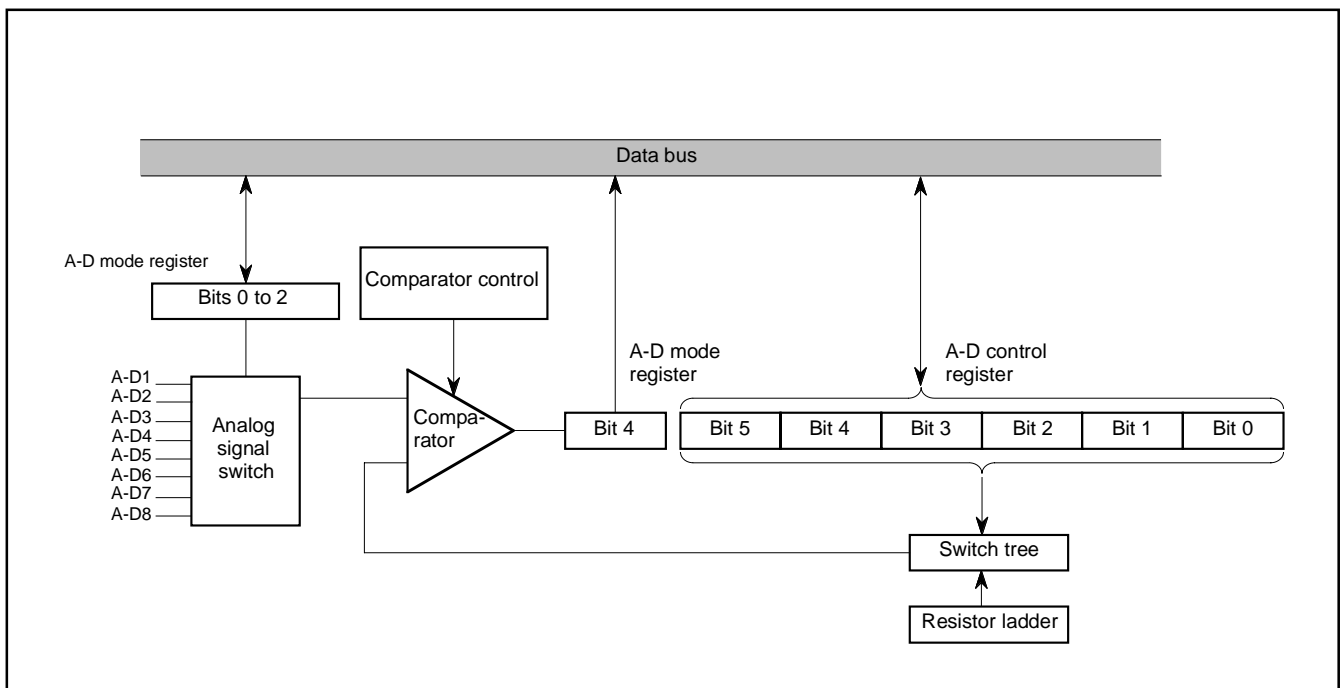 Data bus
A-D mode register
Bits 0 to 2
Comparator control
A-D mode
register
A-D control
register
A-D1
A-D2
A-D3
A-D4
A-D5
A-D6
A-D7
A-D8
Analog
signal
switch
Compa-
rator
Bit 4
Bit 5
Bit 4
Bit 3
Bit 2
Bit 1
Bit 0
Switch tree
Resistor ladder